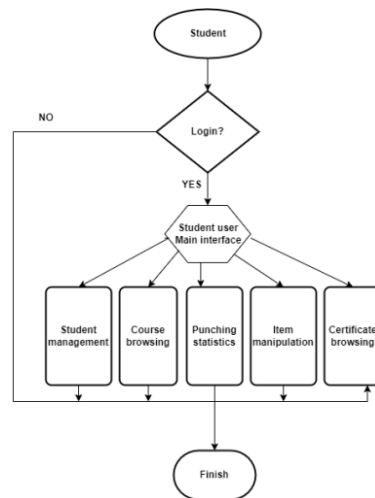 Student
NO
Login?
YES
Student user
Main interface
Student
management
Course
browsing
Punching
statistics
Item
manipulation
Certificate
browsing
Finish